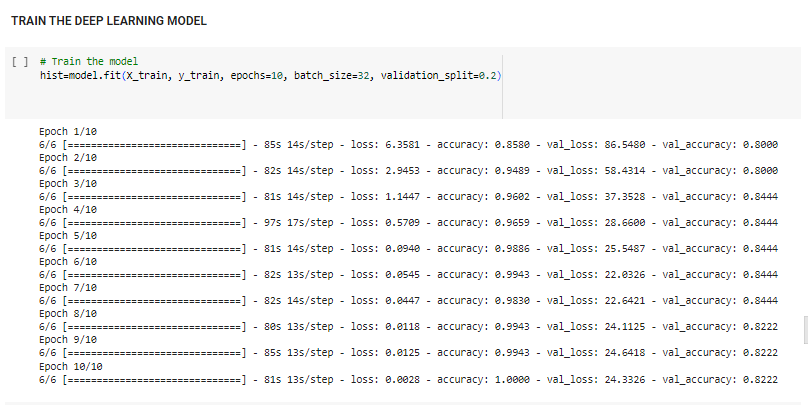 TRAIN THE DEEP LEARNING MODEL
[ ] # Train the model
hist=model.fit(X_train, y_train, epochs=10, batch_size=32, validation_split=0.2)
Epoch 1/10
6/6 [==============================] - 85s 14s/step - loss: 6.3581 - accuracy: 0.8580 - val_loss: 86.5480 - val_accuracy: 0.8000
Epoch 2/10
6/6 [==============================] - 82s 14s/step - loss: 2.9453 - accuracy: 0.9489 - val_loss: 58.4314 - val_accuracy: 0.8000
Epoch 3/10
6/6 [==============================] - 81s 14s/step - loss: 1.1447 - accuracy: 0.9602 - val_loss: 37.3528 - val_accuracy: 0.8444
Epoch 4/10
6/6 [==============================] - 97s 17s/step - loss: 0.5709 - accuracy: 0.9659 - val_loss: 28.6600 - val_accuracy: 0.8444
Epoch 5/10
6/6 [==============================] - 81s 14s/step - loss: 0.0940 - accuracy: 0.9886 - val_loss: 25.5487 - val_accuracy: 0.8444
Epoch 6/10
6/6 [==============================] - 82s 13s/step - loss: 0.0545 - accuracy: 0.9943 - val_loss: 22.0326 - val_accuracy: 0.8444
Epoch 7/10
6/6 [==============================] - 82s 14s/step - loss: 0.0447 - accuracy: 0.9830 - val_loss: 22.6421 - val_accuracy: 0.8444
Epoch 8/10
6/6 [==============================] - 80s 13s/step - loss: 0.0118 - accuracy: 0.9943 - val_loss: 24.1125 - val_accuracy: 0.8222
Epoch 9/10
6/6 [==============================] - 85s 13s/step - loss: 0.0125 - accuracy: 0.9943 - val_loss: 24.6418 - val_accuracy: 0.8222
Epoch 10/10
6/6 [==============================] - 81s 13s/step - loss: 0.0028 - accuracy: 1.0000 - val_loss: 24.3326 - val_accuracy: 0.8222